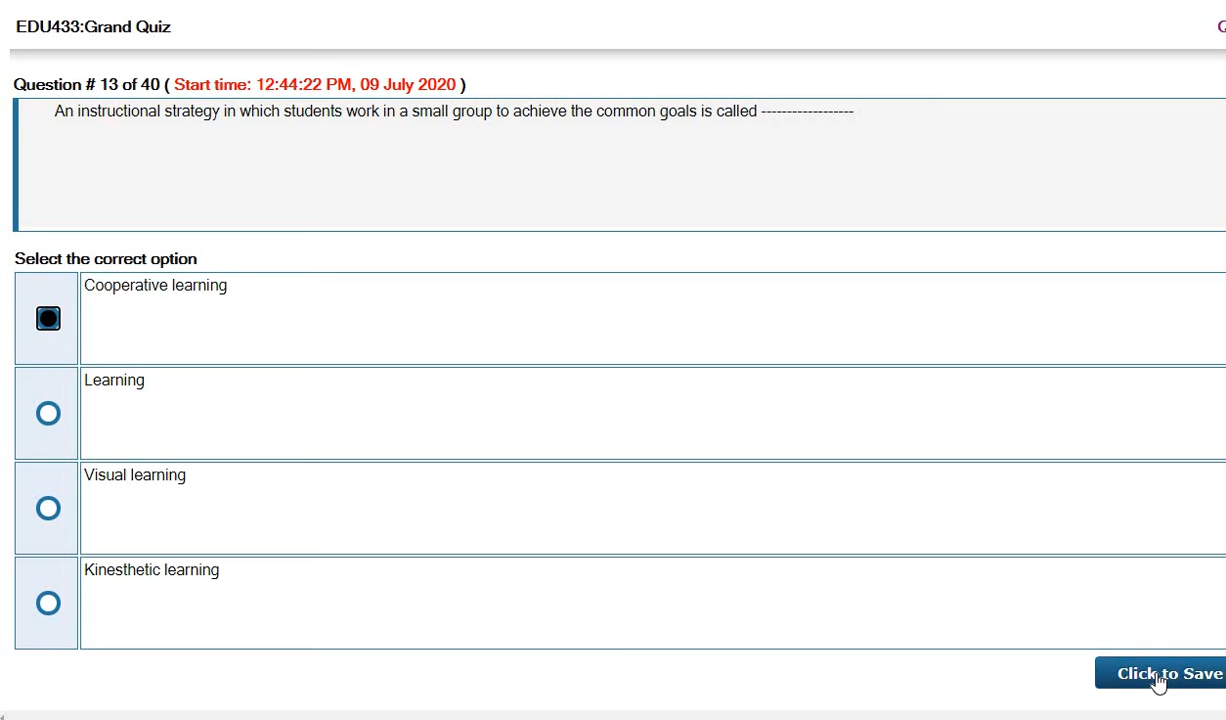 EDU433:Grand Quiz
Question # 13 of 40 ( Start time: 12:44:22 PM, 09 July 2020 )
An instructional strategy in which students work in a small group to achieve the common goals is called ------------------
Select the correct option
Cooperative learning
Learning
Visual learning
Kinesthetic learning
Click to Save